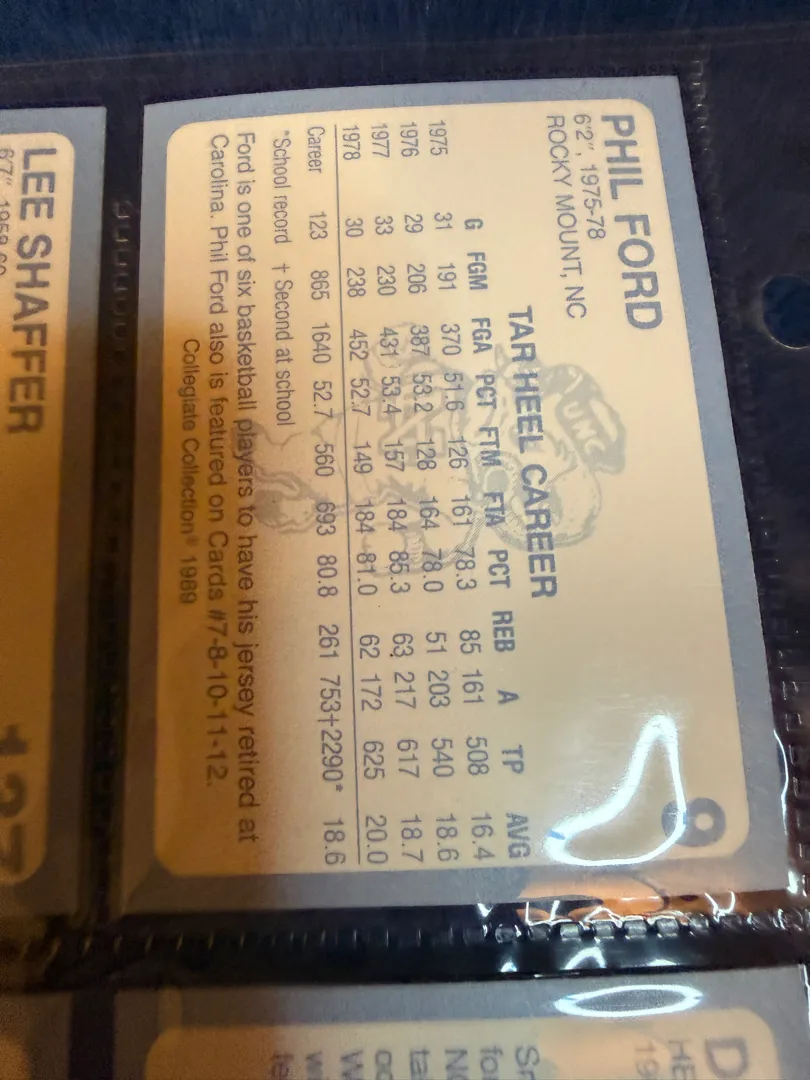 PHIL FORD
9
6'2", 1975-78
ROCKY MOUNT, NC
UNC
TAR HEEL CAREER
G FGM FGA PCT FTM FTA PCT REB A TP AVG
1975 31 191 370 51.6 126 161 78.3 85 161 508 16.4
1976 29 206 387 53.2 128 164 78.0 51 203 540 18.6
1977 33 230 431 53.4 157 184 85.3 63 217 617 18.7
1978 30 238 452 52.7 149 184 81.0 62 172 625 20.0
Career 123 865 1640 52.7 560 693 80.8 261 753†2290* 18.6
*School record † Second at school
Ford is one of six basketball players to have his jersey retired at
Carolina. Phil Ford also is featured on Cards #7-8-10-11-12.
Collegiate Collection® 1989
LEE SHAFFER
6'7",